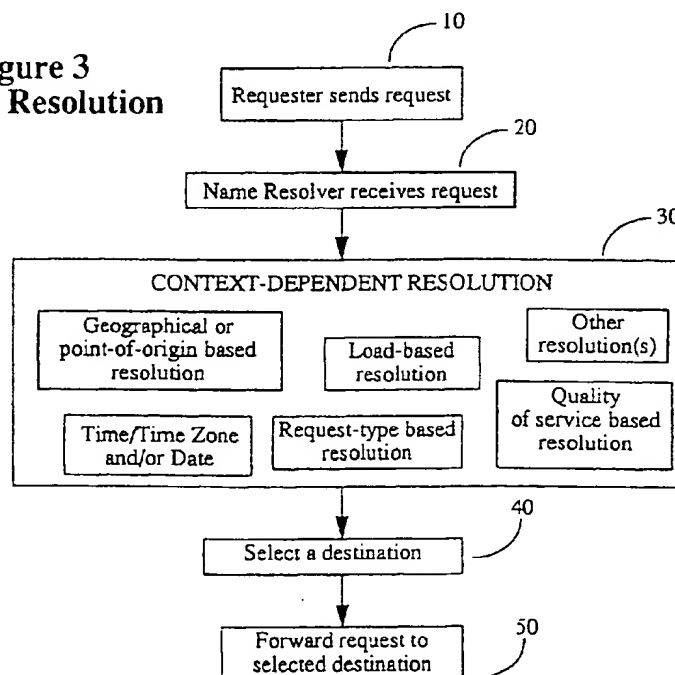 gure 3
Resolution
10
Requester sends request
20
Name Resolver receives request
30
CONTEXT-DEPENDENT RESOLUTION
Geographical or
point-of-origin based
resolution
Load-based
resolution
Other
resolution(s)
Time/Time Zone
and/or Date
Request-type based
resolution
Quality
of service based
resolution
40
Select a destination
50
Forward request to
selected destination